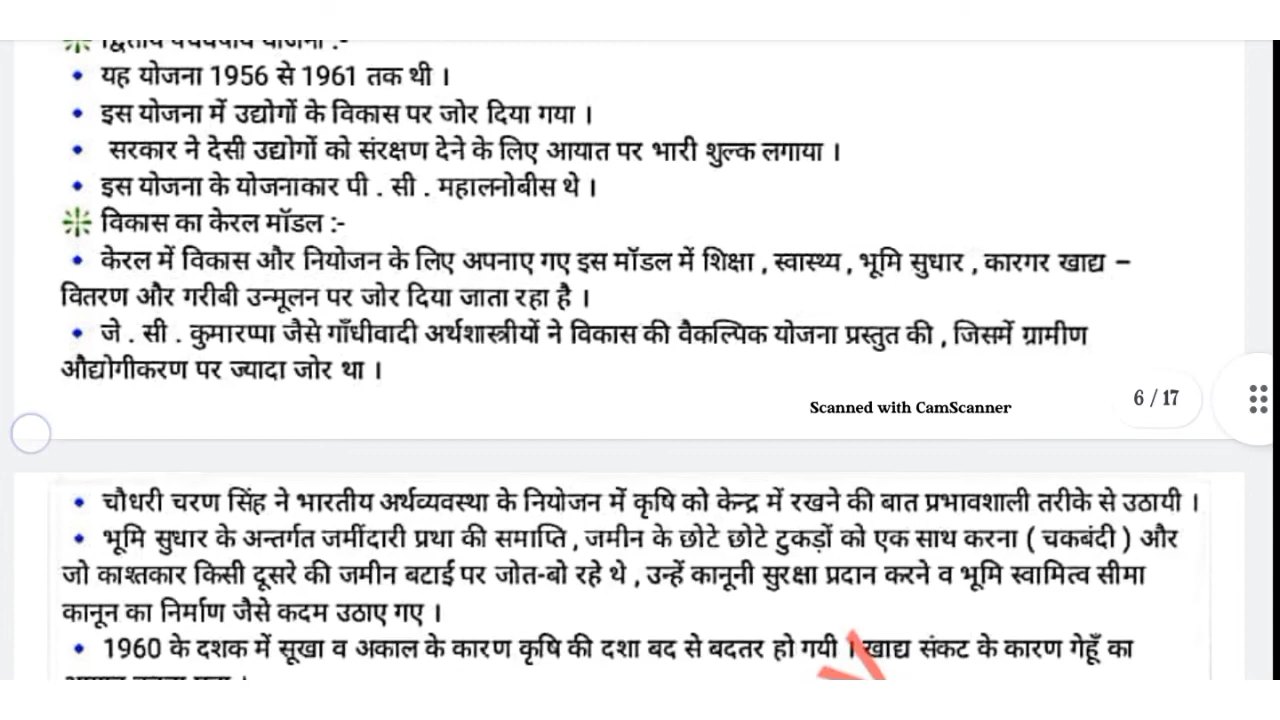 यह योजना 1956 से 1961 तक थी ।
इस योजना में उद्योगों के विकास पर जोर दिया गया ।
सरकार ने देसी उद्योगों को संरक्षण देने के लिए आयात पर भारी शुल्क लगाया ।
इस योजना के योजनाकार पी . सी . महालनोबीस थे ।
विकास का केरल मॉडल :-
केरल में विकास और नियोजन के लिए अपनाए गए इस मॉडल में शिक्षा , स्वास्थ्य , भूमि सुधार , कारगर खाद्य –
वितरण और गरीबी उन्मूलन पर जोर दिया जाता रहा है ।
जे . सी . कुमारप्पा जैसे गाँधीवादी अर्थशास्त्रीयों ने विकास की वैकल्पिक योजना प्रस्तुत की , जिसमें ग्रामीण
औद्योगीकरण पर ज्यादा जोर था ।
Scanned with CamScanner
6 / 17
चौधरी चरण सिंह ने भारतीय अर्थव्यवस्था के नियोजन में कृषि को केन्द्र में रखने की बात प्रभावशाली तरीके से उठायी ।
भूमि सुधार के अन्तर्गत जमींदारी प्रथा की समाप्ति , जमीन के छोटे छोटे टुकड़ों को एक साथ करना ( चकबंदी ) और
जो काश्तकार किसी दूसरे की जमीन बटाई पर जोत-बो रहे थे , उन्हें कानूनी सुरक्षा प्रदान करने व भूमि स्वामित्व सीमा
कानून का निर्माण जैसे कदम उठाए गए ।
1960 के दशक में सूखा व अकाल के कारण कृषि की दशा बद से बदतर हो गयी । खाद्य संकट के कारण गेहूँ का